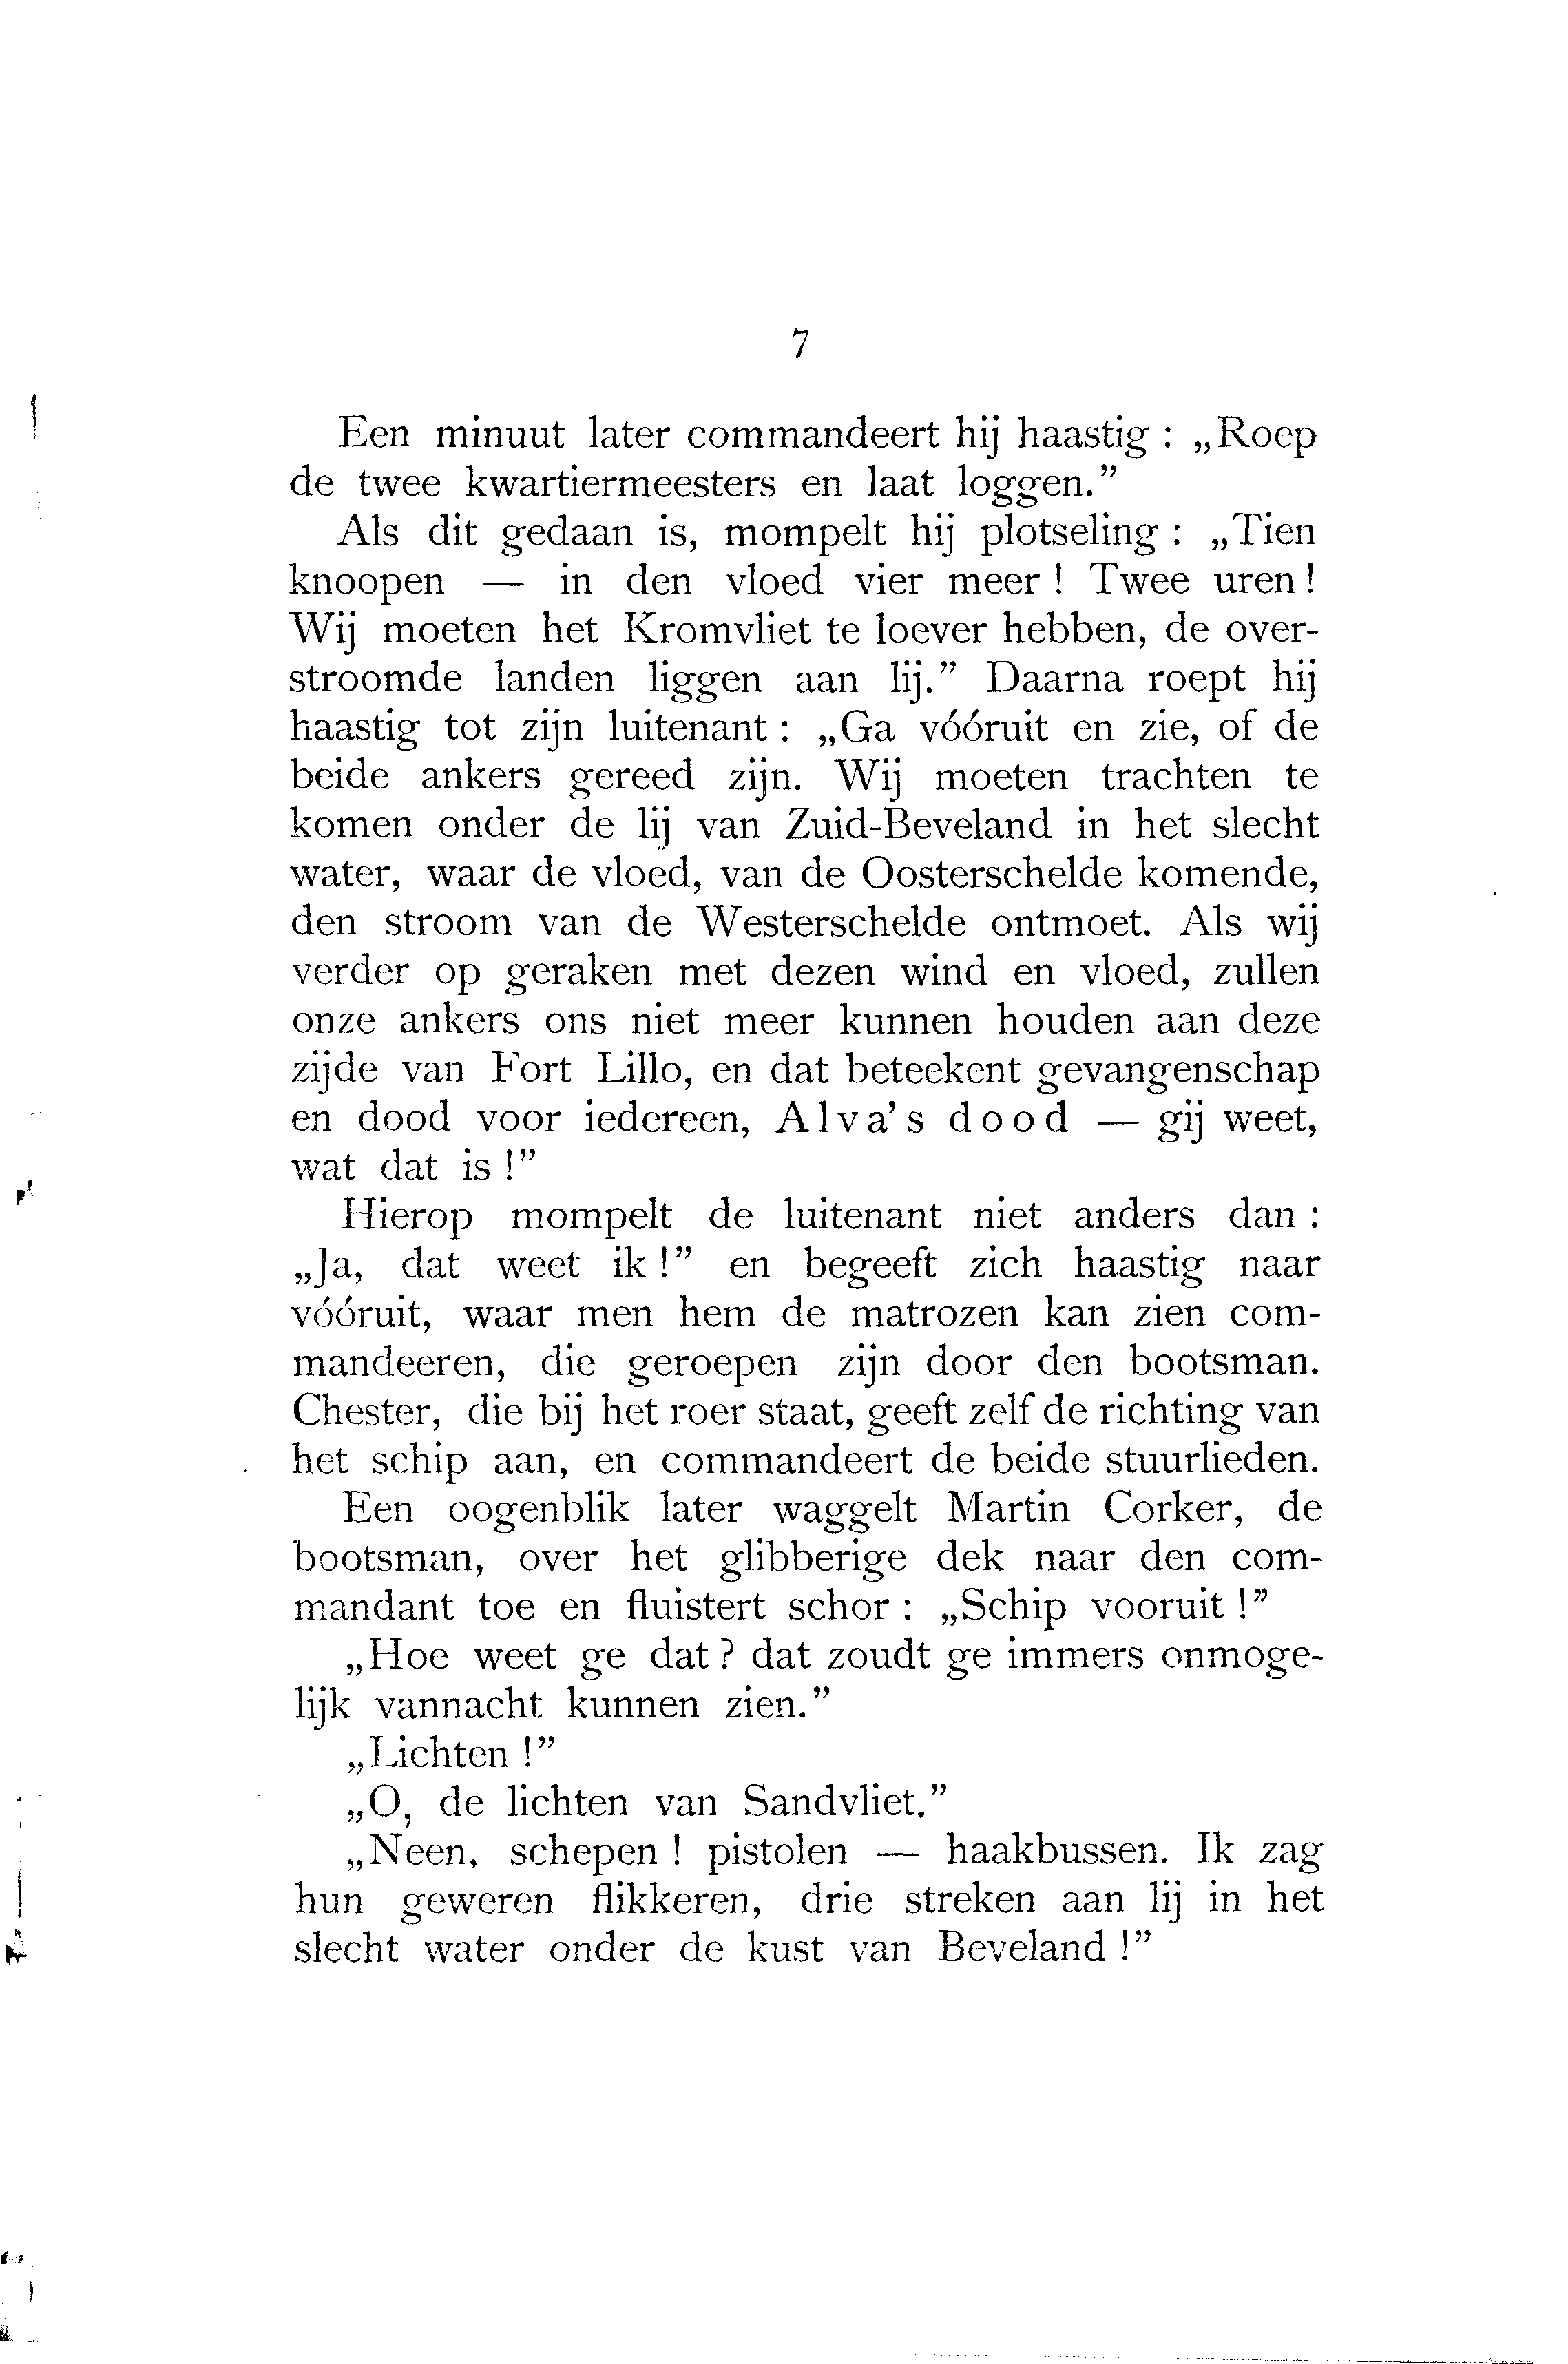 7
Een minuut later commandeert hij haastig : „Roep
de twee kwartiermeesters en laat loggen.”
Als dit gedaan is, mompelt hij plotseling : „Tien
knoopen — in den vloed vier meer ! Twee uren !
Wij moeten het Kromvliet te loever hebben, de over-
stroomde landen liggen aan lij.” Daarna roept hij
haastig tot zijn luitenant : „Ga vóóruit en zie, of de
beide ankers gereed zijn. Wij moeten trachten te
komen onder de lij van Zuid-Beveland in het slecht
water, waar de vloed, van de Oosterschelde komende,
den stroom van de Westerschelde ontmoet. Als wij
verder op geraken met dezen wind en vloed, zullen
onze ankers ons niet meer kunnen houden aan deze
zijde van Fort Lillo, en dat beteekent gevangenschap
en dood voor iedereen, Alva’s dood — gij weet,
wat dat is !”
Hierop mompelt de luitenant niet anders dan :
„Ja, dat weet ik !” en begeeft zich haastig naar
vóóruit, waar men hem de matrozen kan zien com-
mandeeren, die geroepen zijn door den bootsman.
Chester, die bij het roer staat, geeft zelf de richting van
het schip aan, en commandeert de beide stuurlieden.
Een oogenblik later waggelt Martin Corker, de
bootsman, over het glibberige dek naar den com-
mandant toe en fluistert schor : „Schip vooruit !”
„Hoe weet ge dat ? dat zoudt ge immers onmoge-
lijk vannacht kunnen zien.”
„Lichten !”
„O, de lichten van Sandvliet.”
„Neen, schepen ! pistolen — haakbussen. Ik zag
hun geweren flikkeren, drie streken aan lij in het
slecht water onder de kust van Beveland !”